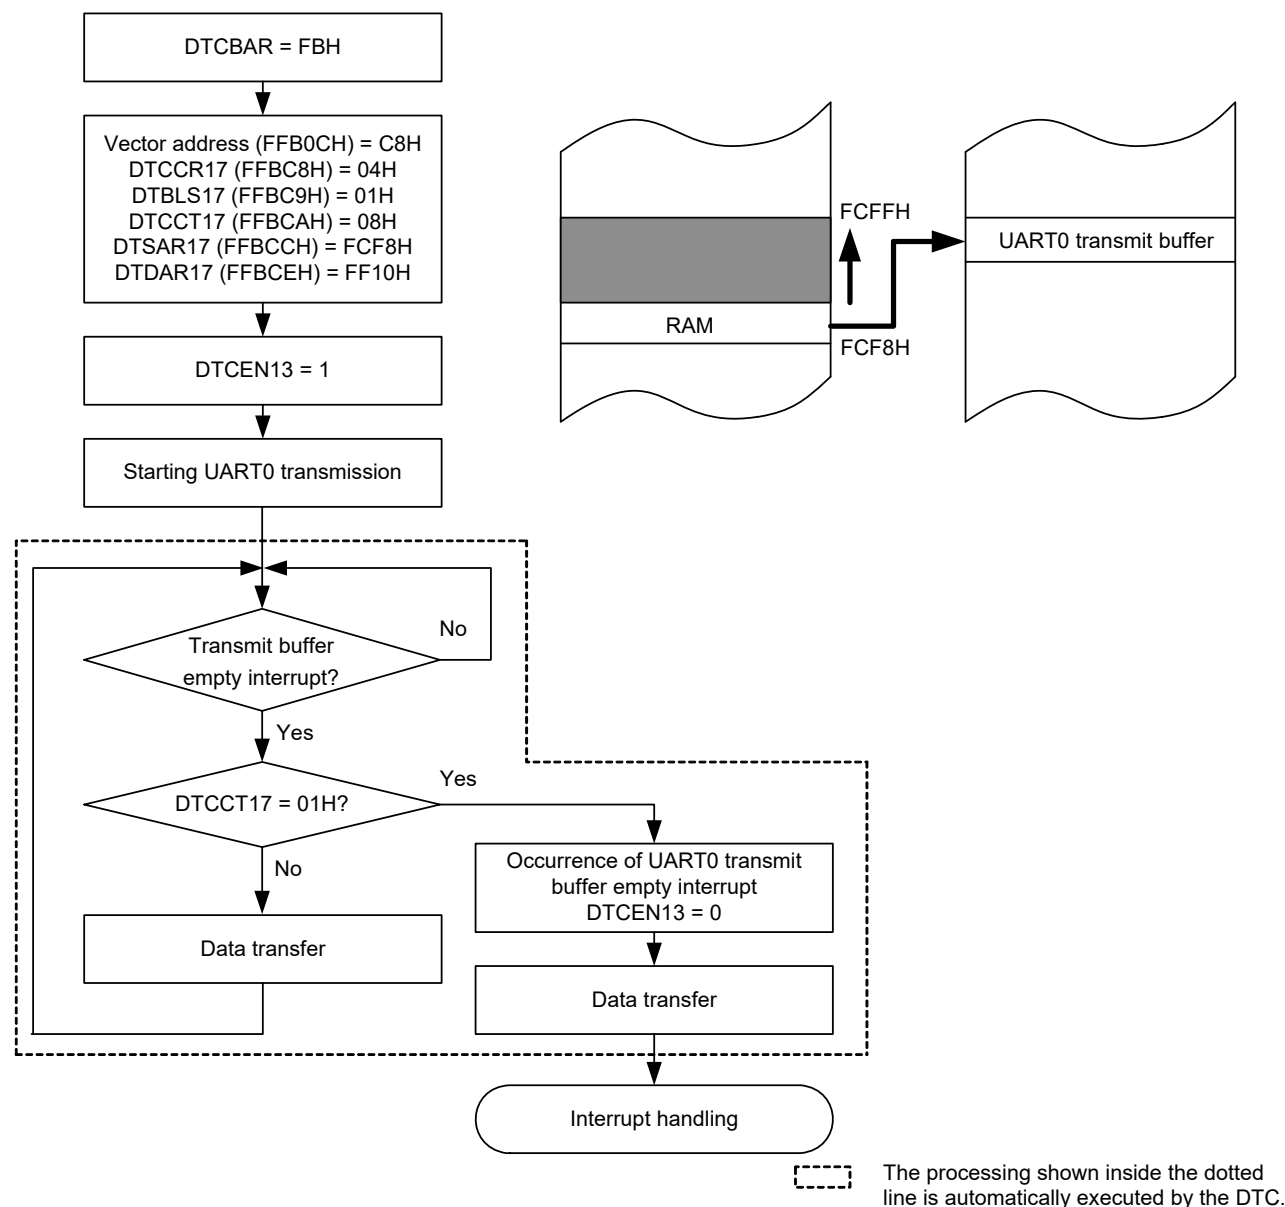 DTCBAR = FBH
Vector address (FFB0CH) = C8H
DTCCR17 (FFBC8H) = 04H
DTBLS17 (FFBC9H) = 01H
DTCCT17 (FFBCAH) = 08H
DTSAR17 (FFBCCH) = FCF8H
DTDAR17 (FFBCEH) = FF10H
DTCEN13 = 1
Starting UART0 transmission
FCFFH
RAM
FCF8H
UART0 transmit buffer
Transmit buffer
empty interrupt?
No
Yes
DTCCT17 = 01H?
Yes
No
Data transfer
Occurrence of UART0 transmit
buffer empty interrupt
DTCEN13 = 0
Data transfer
Interrupt handling
The processing shown inside the dotted
line is automatically executed by the DTC.